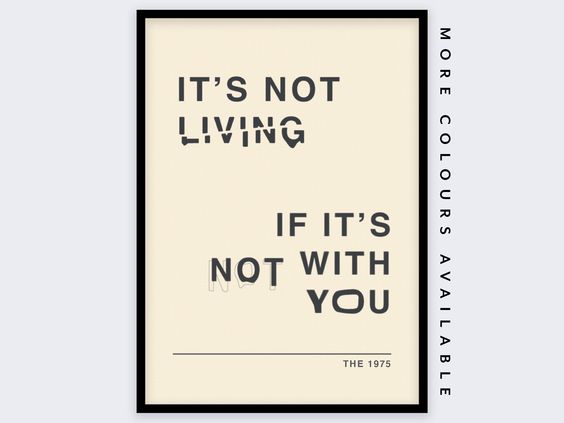 IT’S NOT
LIVING
IF IT’S
NOT WITH
YOU
THE 1975
MORE COLOURS AVAILABLE